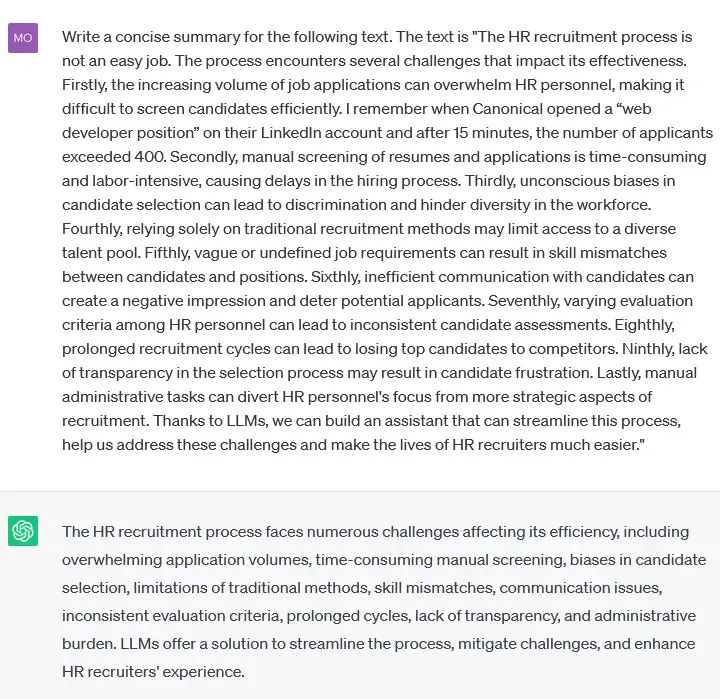 MO
Write a concise summary for the following text. The text is "The HR recruitment process is
not an easy job. The process encounters several challenges that impact its effectiveness.
Firstly, the increasing volume of job applications can overwhelm HR personnel, making it
difficult to screen candidates efficiently. I remember when Canonical opened a “web
developer position” on their LinkedIn account and after 15 minutes, the number of applicants
exceeded 400. Secondly, manual screening of resumes and applications is time-consuming
and labor-intensive, causing delays in the hiring process. Thirdly, unconscious biases in
candidate selection can lead to discrimination and hinder diversity in the workforce.
Fourthly, relying solely on traditional recruitment methods may limit access to a diverse
talent pool. Fifthly, vague or undefined job requirements can result in skill mismatches
between candidates and positions. Sixthly, inefficient communication with candidates can
create a negative impression and deter potential applicants. Seventhly, varying evaluation
criteria among HR personnel can lead to inconsistent candidate assessments. Eighthly,
prolonged recruitment cycles can lead to losing top candidates to competitors. Ninthly, lack
of transparency in the selection process may result in candidate frustration. Lastly, manual
administrative tasks can divert HR personnel's focus from more strategic aspects of
recruitment. Thanks to LLMs, we can build an assistant that can streamline this process,
help us address these challenges and make the lives of HR recruiters much easier."
The HR recruitment process faces numerous challenges affecting its efficiency, including
overwhelming application volumes, time-consuming manual screening, biases in candidate
selection, limitations of traditional methods, skill mismatches, communication issues,
inconsistent evaluation criteria, prolonged cycles, lack of transparency, and administrative
burden. LLMs offer a solution to streamline the process, mitigate challenges, and enhance
HR recruiters' experience.